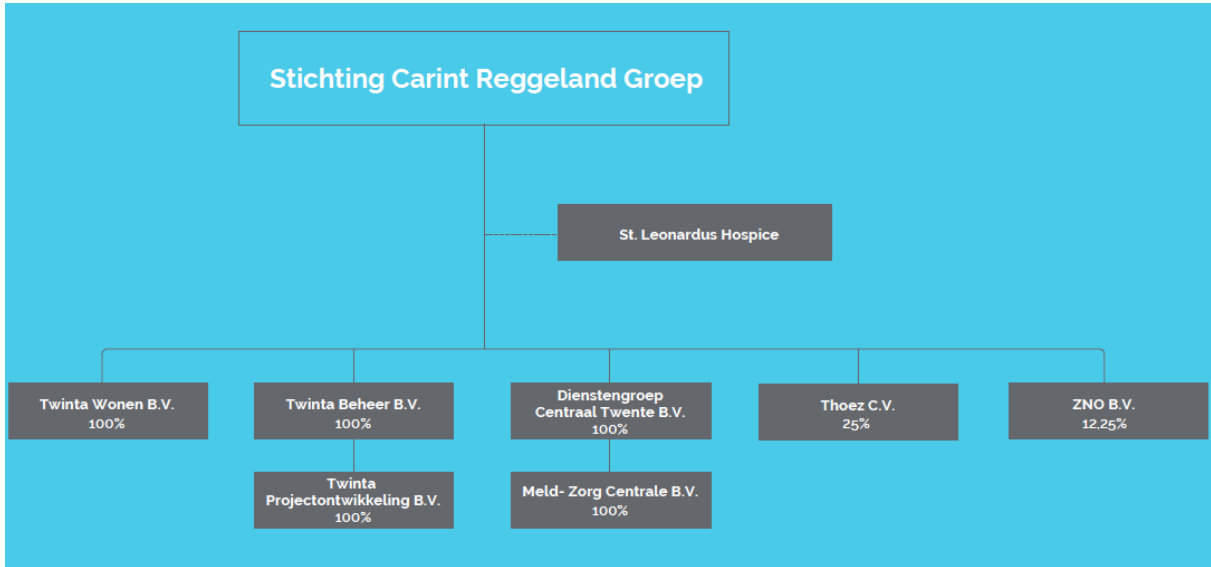 Stichting Carint Reggeland Groep
St. Leonardus Hospice
Twinta Wonen B.V.
100%
Twinta Beheer B.V.
100%
Dienstengroep
Centraal Twente B.V.
100%
Thoez C.V.
25%
ZNO B.V.
12,25%
Twinta
Projectontwikkeling B.V.
100%
Meld- Zorg Centrale B.V.
100%